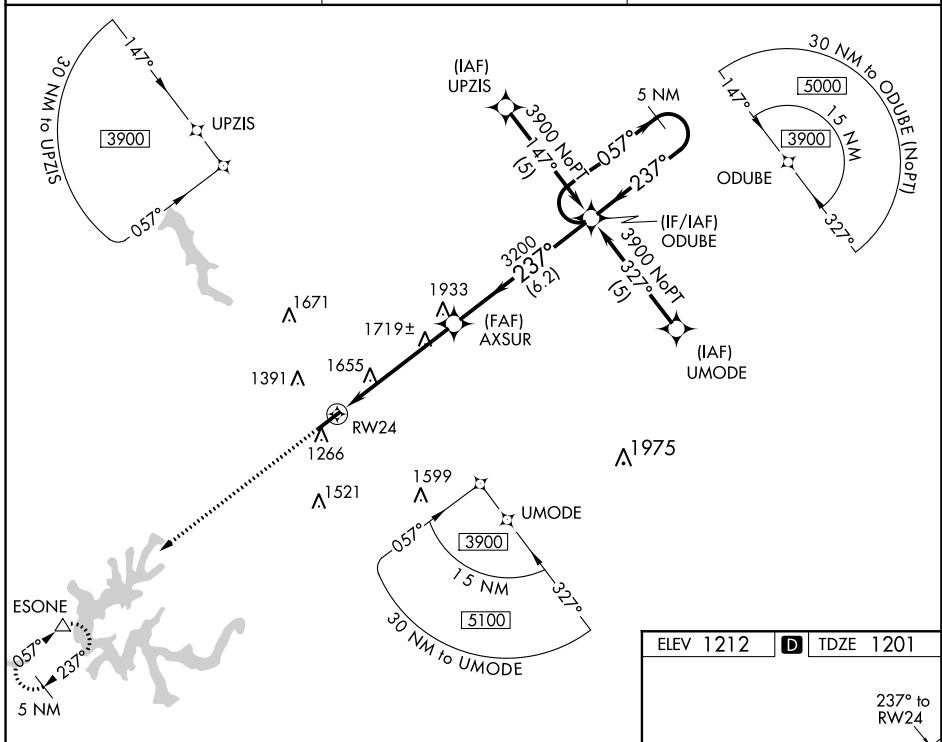 147°
30 NM to UPZIS
3900
UPZIS
057°
(IAF)
UPZIS
3900 NoPT
147°
(5)
5 NM
057°
237°
(IF/IAF)
ODUBE
30 NM to ODUBE (NoPT)
5000
147°
15 NM
3900
ODUBE
327°
3900 NoPT
327°
(5)
(IAF)
UMODE
3200
237°
(6.2)
1933
(FAF)
AXSUR
1671
1719±
1655
1391
RW24
1266
1521
1599
1975
UMODE
057°
3900
15 NM
327°
5100
30 NM to UMODE
ESONE
057°
237°
5 NM
ELEV 1212 D TDZE 1201
237° to
RW24